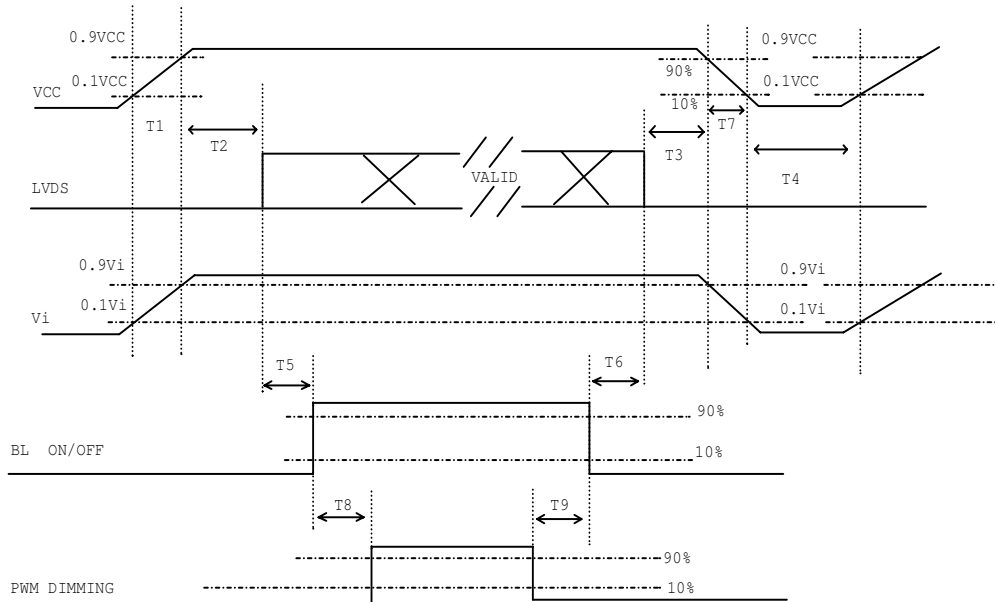 0.9VCC
0.9VCC
90%
0.1VCC
0.1VCC
VCC
10%
T1
T2
T3
T7
T4
VALID
LVDS
0.9Vi
0.9Vi
0.1Vi
0.1Vi
Vi
T5
T6
90%
BL ON/OFF
10%
T8
T9
90%
PWM DIMMING
10%